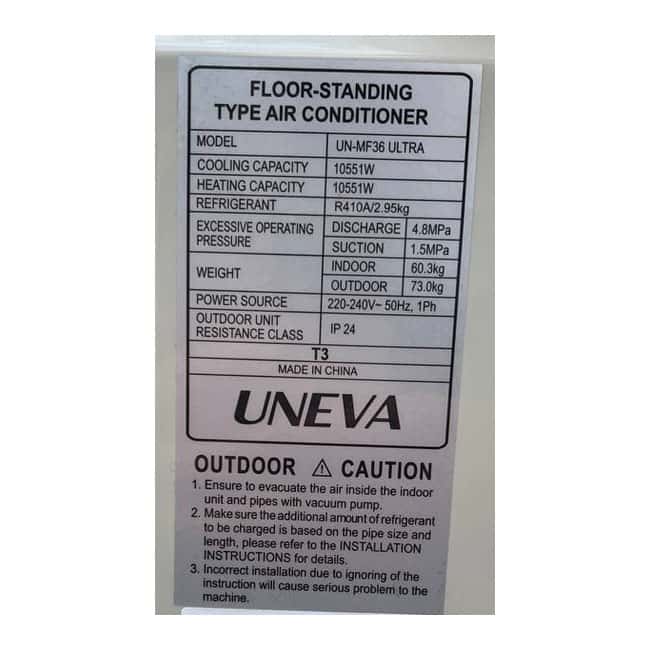 FLOOR-STANDING
TYPE AIR CONDITIONER
MODEL UN-MF36 ULTRA
COOLING CAPACITY 10551W
HEATING CAPACITY 10551W
REFRIGERANT R410A/2.95kg
EXCESSIVE OPERATING PRESSURE DISCHARGE 4.8MPa
SUCTION 1.5MPa
WEIGHT INDOOR 60.3kg
OUTDOOR 73.0kg
POWER SOURCE 220-240V~ 50Hz, 1Ph
OUTDOOR UNIT
RESISTANCE CLASS IP 24
T3
MADE IN CHINA
UNEVA
OUTDOOR ⚠ CAUTION
1. Ensure to evacuate the air inside the indoor
unit and pipes with vacuum pump.
2. Make sure the additional amount of refrigerant
to be charged is based on the pipe size and
length, please refer to the INSTALLATION
INSTRUCTIONS for details.
3. Incorrect installation due to ignoring of the
instruction will cause serious problem to the
machine.